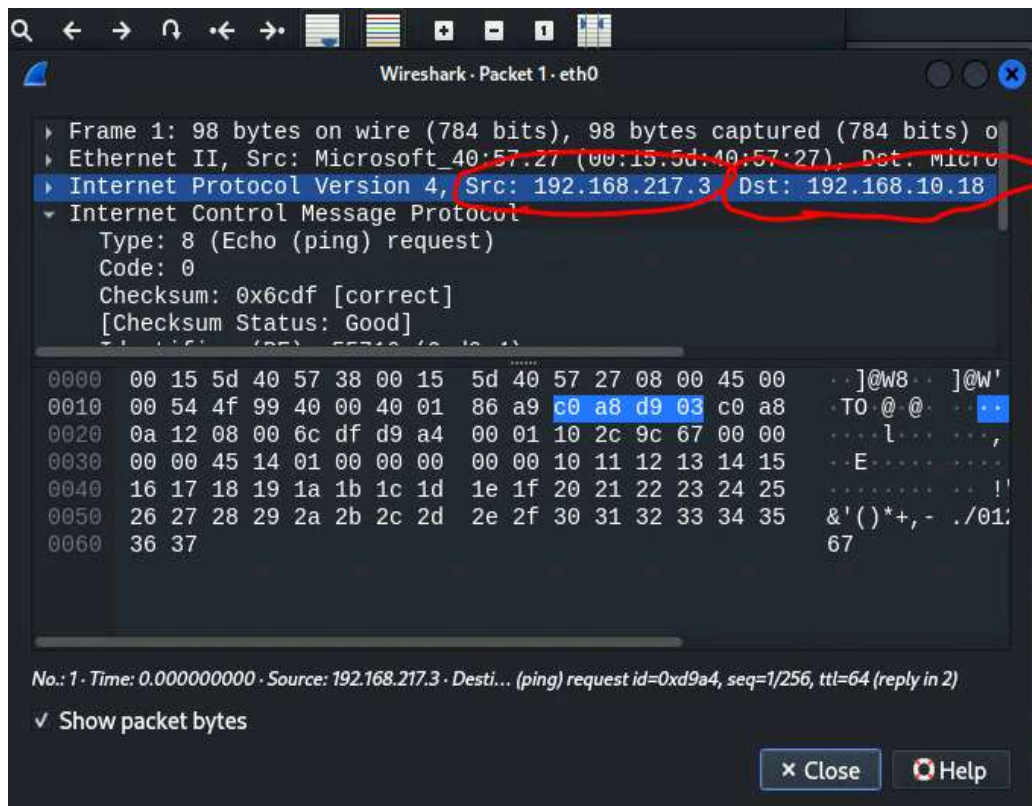 Wireshark · Packet 1 · eth0
Frame 1: 98 bytes on wire (784 bits), 98 bytes captured (784 bits) o
Ethernet II, Src: Microsoft_40:57:27 (00:15:5d:40:57:27), Dst: Micro
Internet Protocol Version 4, Src: 192.168.217.3, Dst: 192.168.10.18
Internet Control Message Protocol
Type: 8 (Echo (ping) request)
Code: 0
Checksum: 0x6cdf [correct]
[Checksum Status: Good]
0000 00 15 5d 40 57 38 00 15 5d 40 57 27 08 00 45 00 ··]@W8·· ]@W'
0010 00 54 4f 99 40 00 40 01 86 a9 c0 a8 d9 03 c0 a8 ·TO·@·@· ····
0020 0a 12 08 00 6c df d9 a4 00 01 10 2c 9c 67 00 00 ····l··· ···,
0030 00 00 45 14 01 00 00 00 00 00 10 11 12 13 14 15 ··E····· ····
0040 16 17 18 19 1a 1b 1c 1d 1e 1f 20 21 22 23 24 25 ········ ·· !"
0050 26 27 28 29 2a 2b 2c 2d 2e 2f 30 31 32 33 34 35 &'()*+,- ./012
0060 36 37 67
No.: 1 · Time: 0.000000000 · Source: 192.168.217.3 · Desti… (ping) request id=0xd9a4, seq=1/256, ttl=64 (reply in 2)
Show packet bytes
Close Help